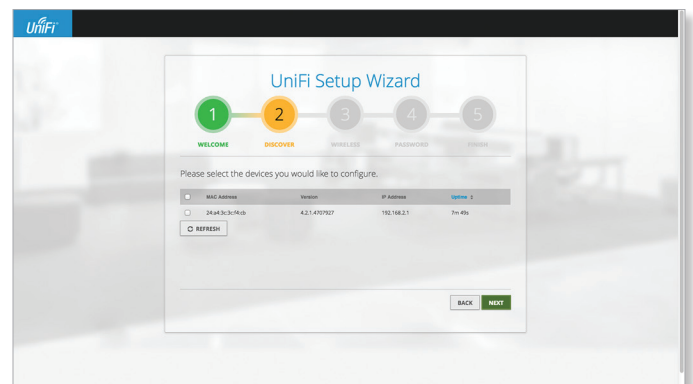 UniFi
UniFi Setup Wizard
1 2 3 4 5
WELCOME DISCOVER WIRELESS PASSWORD FINISH
Please select the devices you would like to configure.
MAC Address Version IP Address Uptime
24:a4:3c:3c:f4:cb 4.2.1.4707927 192.168.2.1 7m 49s
REFRESH
BACK NEXT